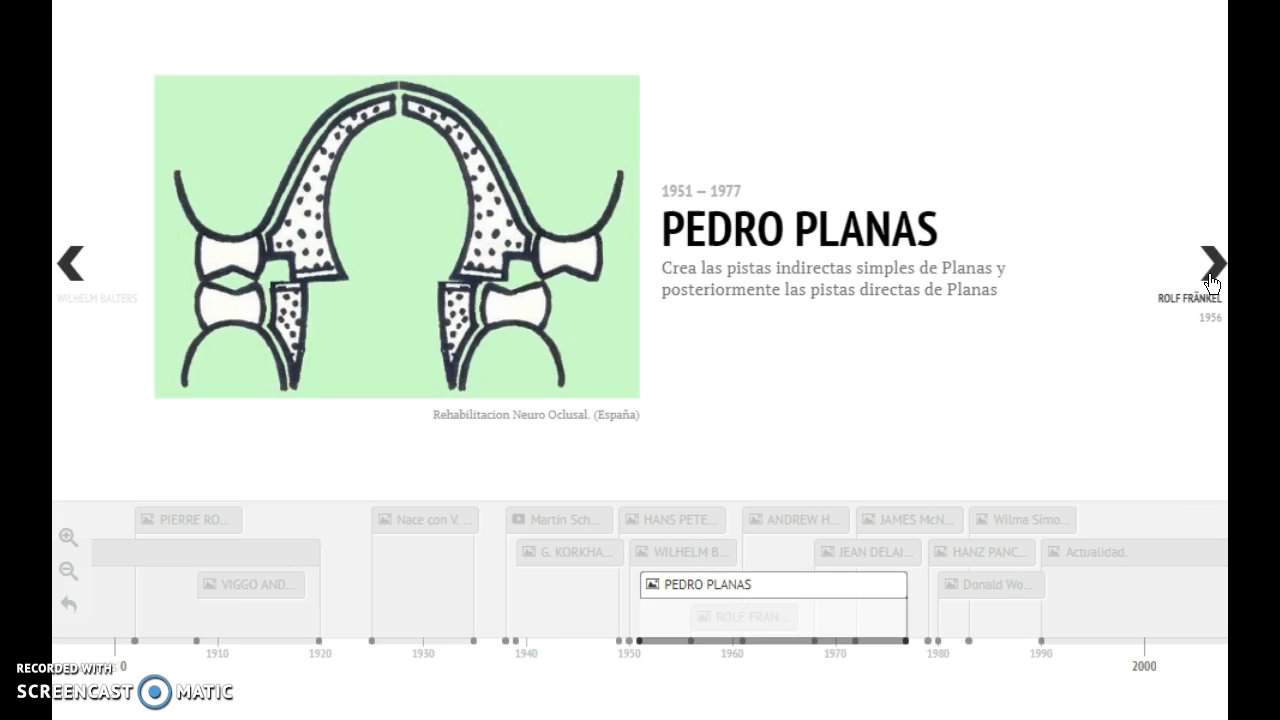 1951 – 1977
PEDRO PLANAS
Crea las pistas indirectas simples de Planas y
posteriormente las pistas directas de Planas
WILHELM BALTERS
ROLF FRÄNKEL
1956
Rehabilitacion Neuro Oclusal. (España)
PIERRE RO...
Nace con V. ...
Martin Sch...
HANS PETE...
ANDREW H...
JAMES McN...
Wilma Simo...
G. KORKHA...
WILHELM B...
JEAN DELAI...
HANZ PANC...
Actualidad.
VIGGO AND...
PEDRO PLANAS
Donald Wo...
ROLF FRÄN...
0 1910 1920 1930 1940 1950 1960 1970 1980 1990 2000
RECORDED WITH
SCREENCAST MATIC